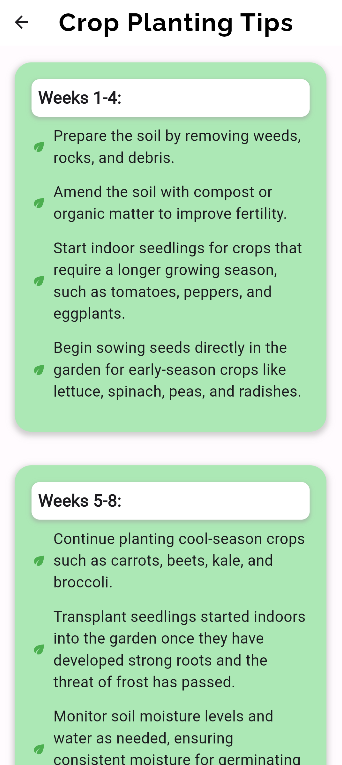 Crop Planting Tips
Weeks 1-4:
Prepare the soil by removing weeds,
rocks, and debris.
Amend the soil with compost or
organic matter to improve fertility.
Start indoor seedlings for crops that
require a longer growing season,
such as tomatoes, peppers, and
eggplants.
Begin sowing seeds directly in the
garden for early-season crops like
lettuce, spinach, peas, and radishes.
Weeks 5-8:
Continue planting cool-season crops
such as carrots, beets, kale, and
broccoli.
Transplant seedlings started indoors
into the garden once they have
developed strong roots and the
threat of frost has passed.
Monitor soil moisture levels and
water as needed, ensuring
consistent moisture for germinating